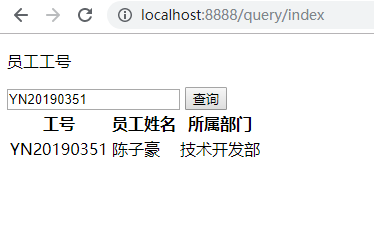 localhost:8888/query/index
员工工号
YN20190351 查询
工号 员工姓名 所属部门
YN20190351 陈子豪 技术开发部